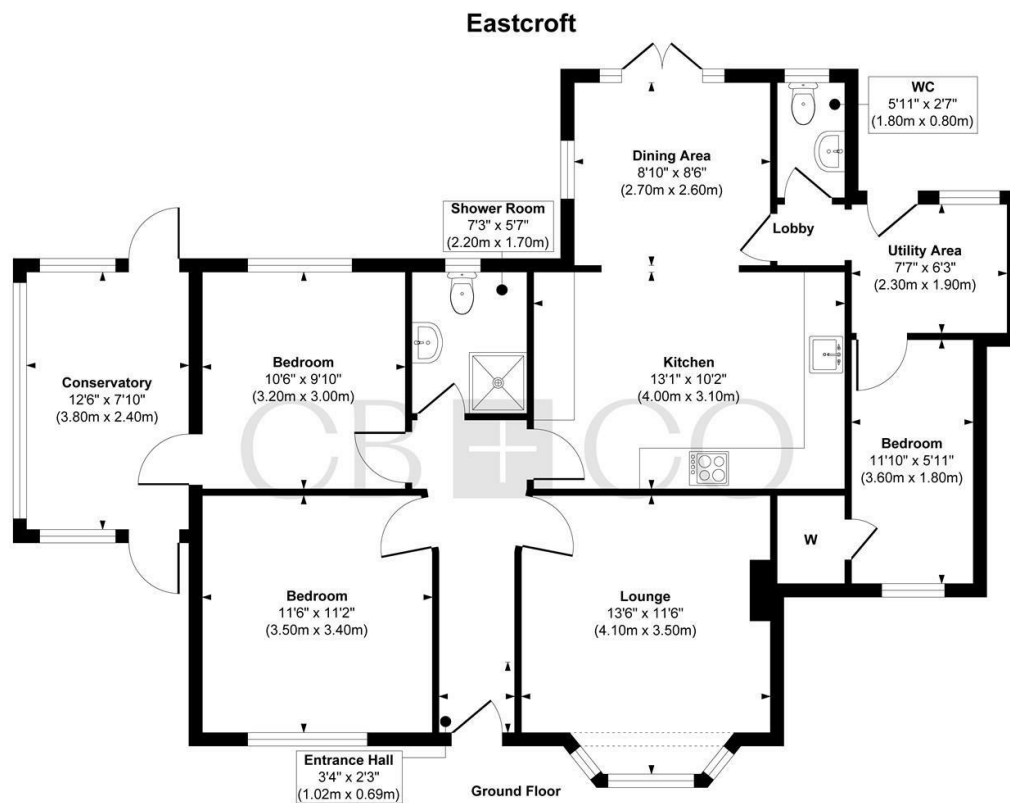 Eastcroft
WC
5'11" x 2'7"
(1.80m x 0.80m)
Dining Area
8'10" x 8'6"
(2.70m x 2.60m)
Shower Room
7'3" x 5'7"
(2.20m x 1.70m)
Lobby
Utility Area
7'7" x 6'3"
(2.30m x 1.90m)
Conservatory
12'6" x 7'10"
(3.80m x 2.40m)
Bedroom
10'6" x 9'10"
(3.20m x 3.00m)
Kitchen
13'1" x 10'2"
(4.00m x 3.10m)
Bedroom
11'10" x 5'11"
(3.60m x 1.80m)
CB + CO
W
Bedroom
11'6" x 11'2"
(3.50m x 3.40m)
Lounge
13'6" x 11'6"
(4.10m x 3.50m)
Entrance Hall
3'4" x 2'3"
(1.02m x 0.69m)
Ground Floor